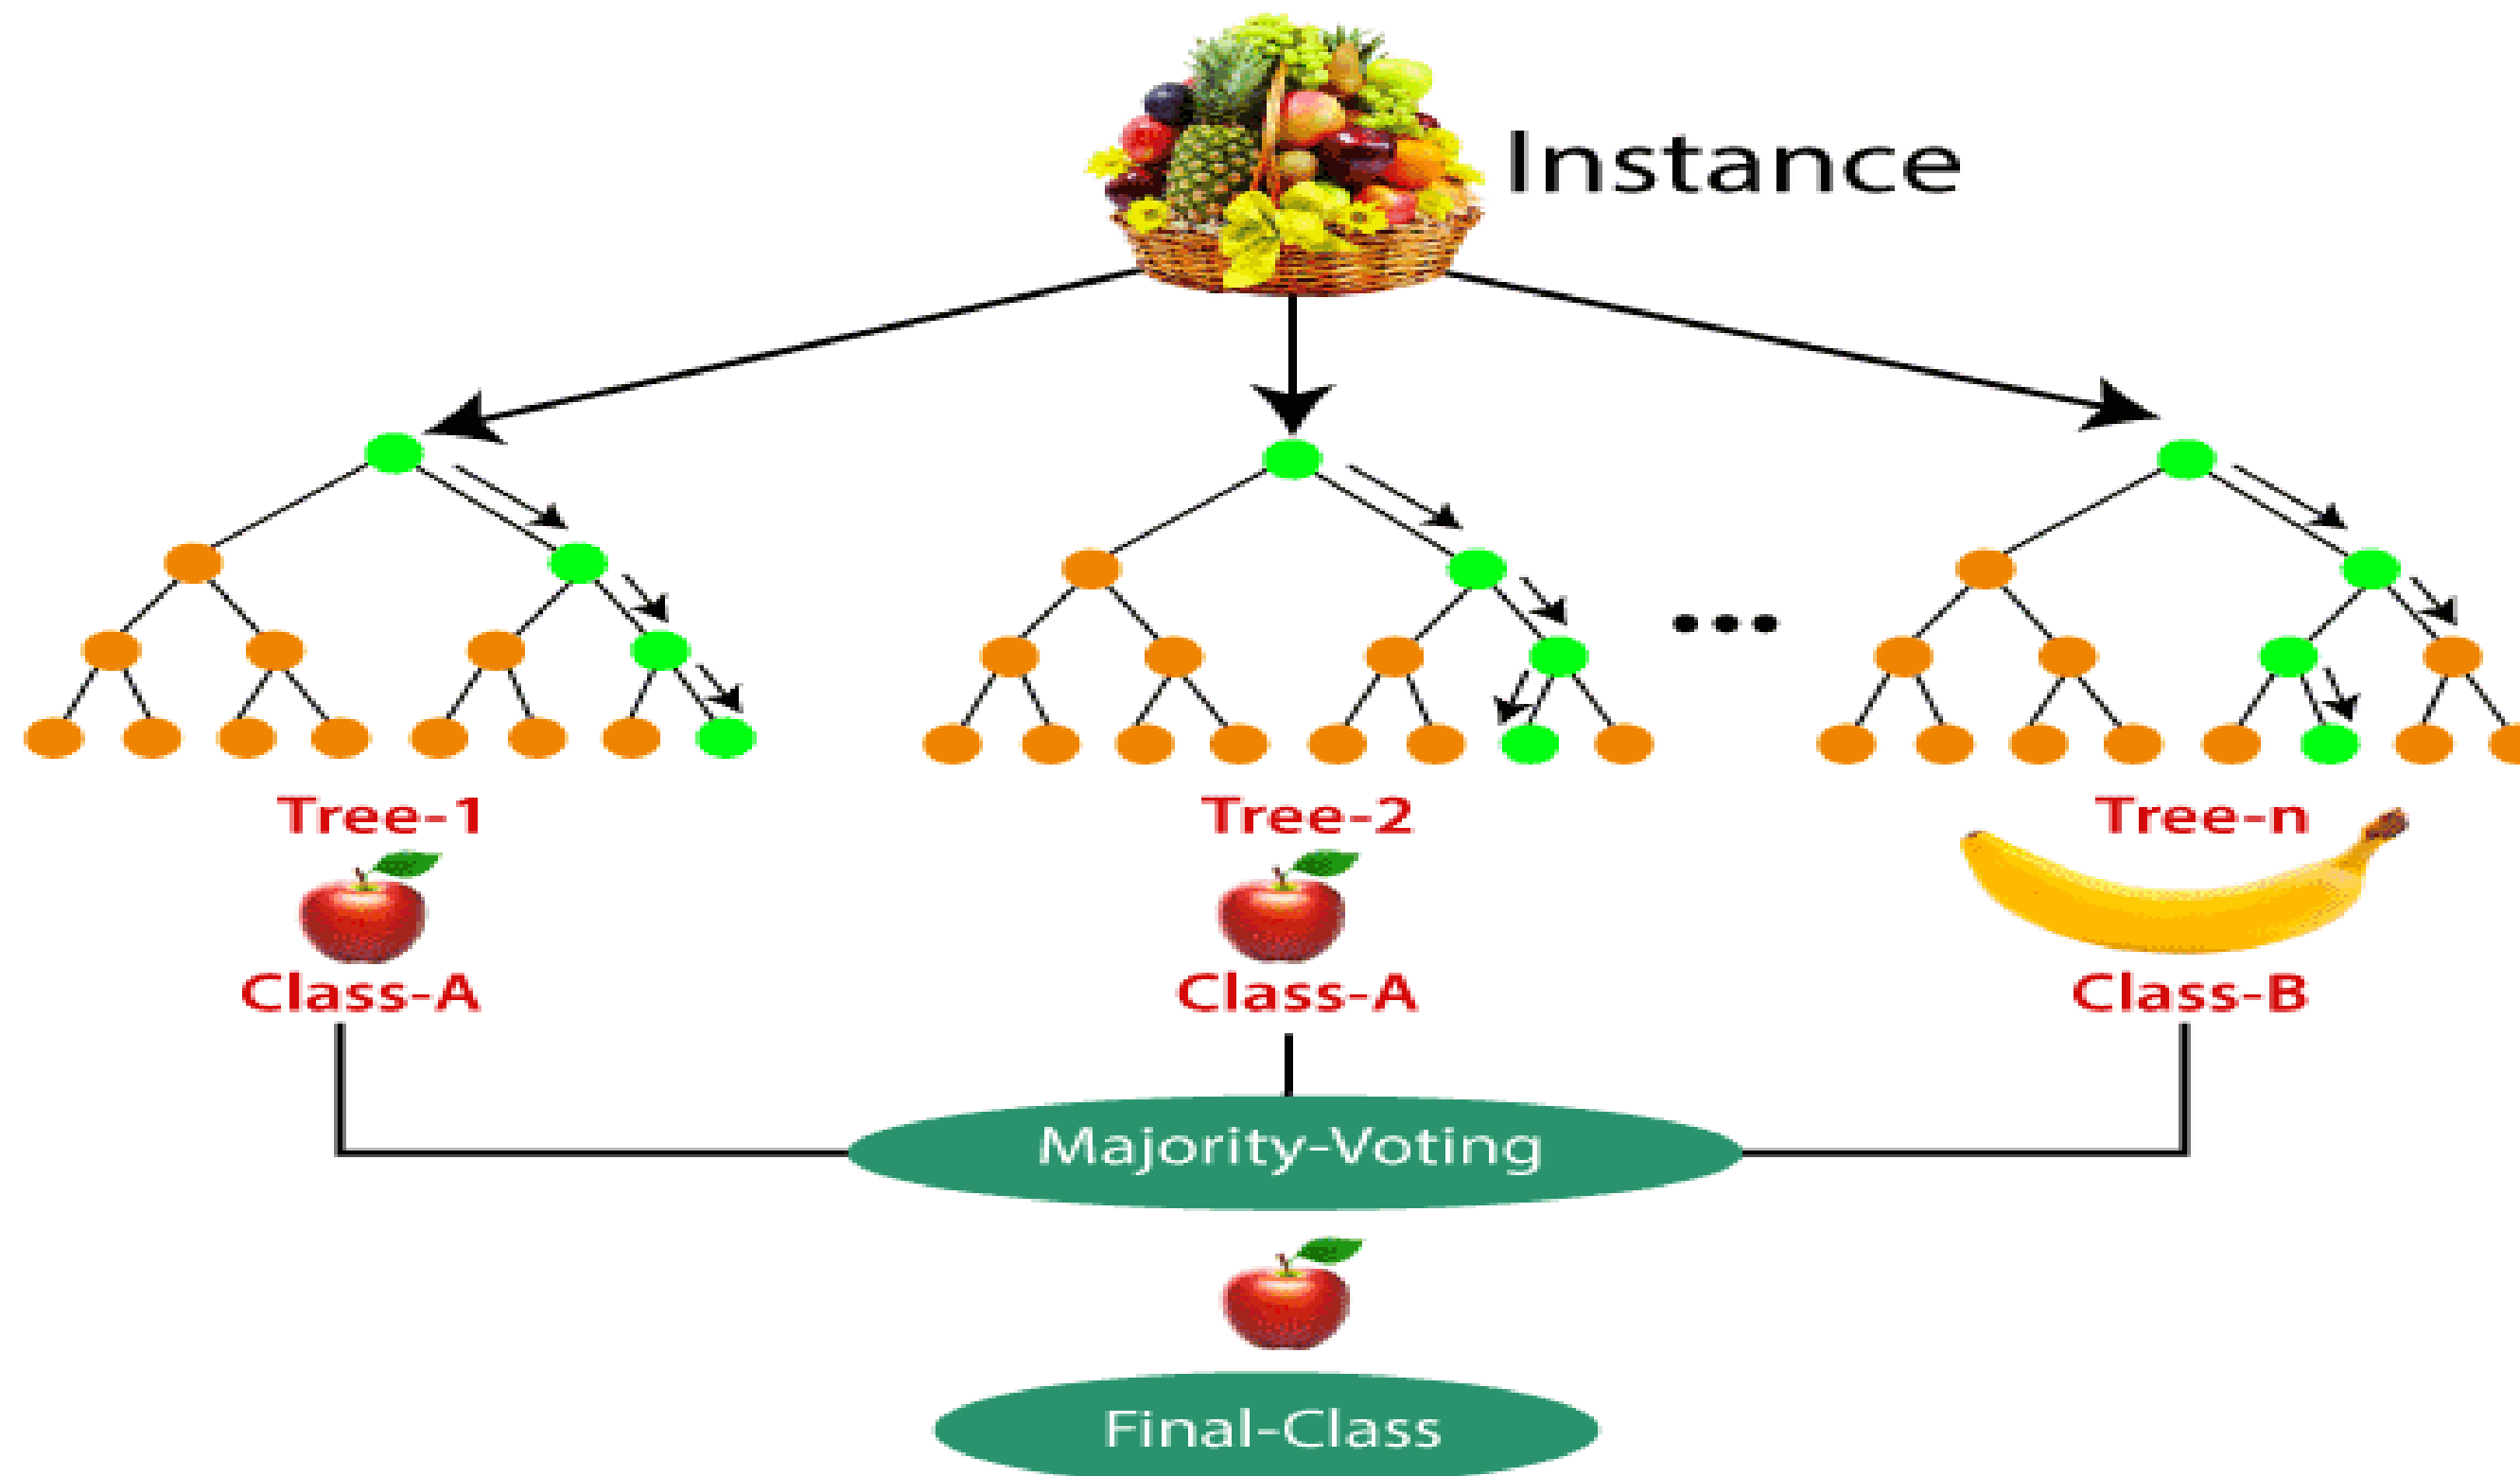 Instance
Tree-1
Tree-2
Tree-n
Class-A
Class-A
Class-B
Majority-Voting
Final-Class